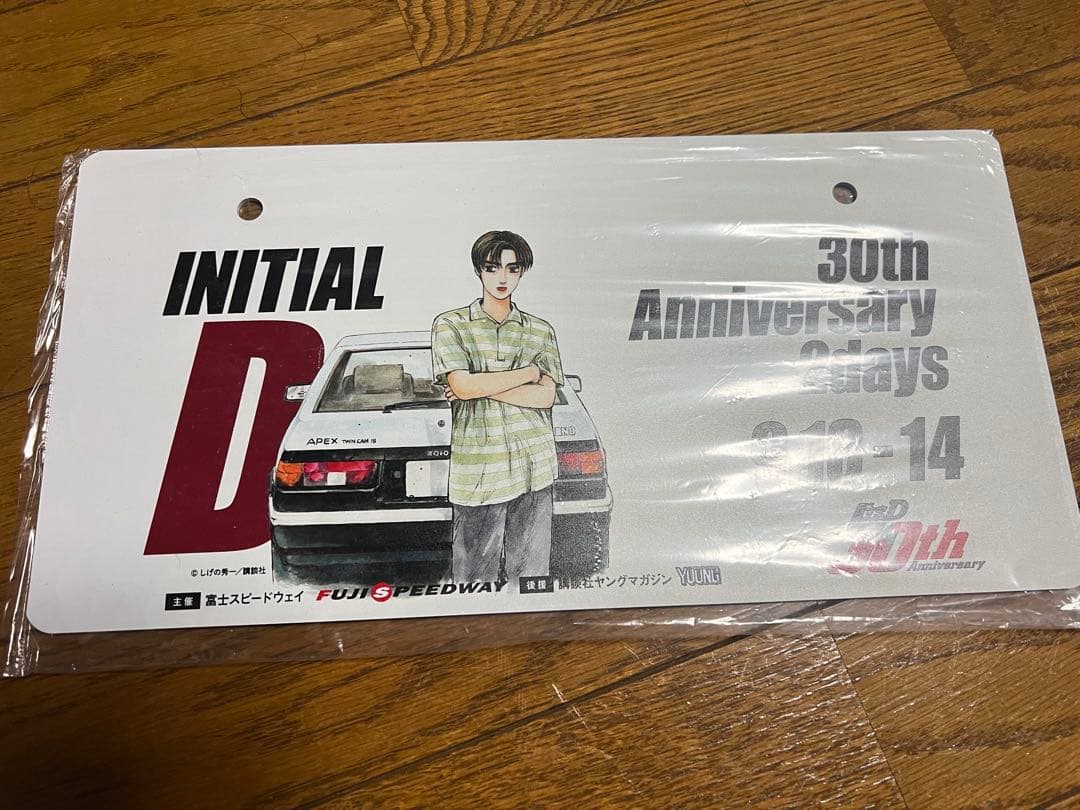 INITIAL
D
30th
Anniversary
2days
10-14
APEX TWIN CAM 16
30th
Anniversary
©しげの秀一/講談社
主催 富士スピードウェイ FUJI SPEEDWAY 後援 講談社ヤングマガジン YOUNG